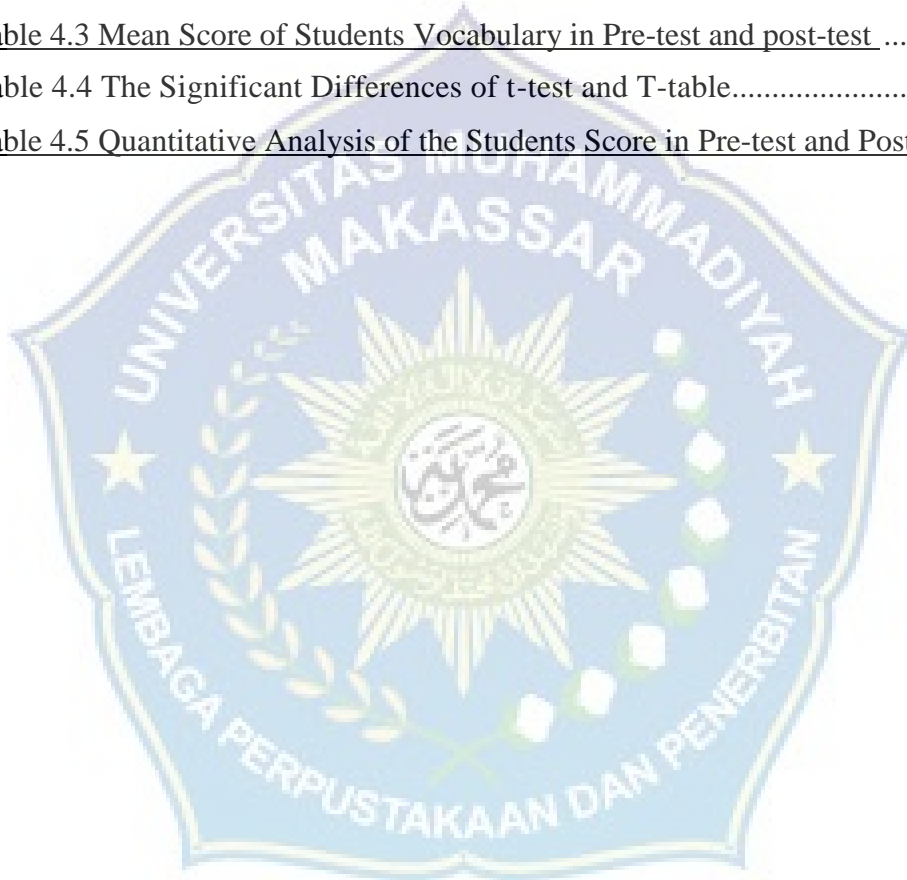 able 4.3 Mean Score of Students Vocabulary in Pre-test and post-test ...
able 4.4 The Significant Differences of t-test and T-table......................
able 4.5 Quantitative Analysis of the Students Score in Pre-test and Post
UNIVERSITAS MUHAMMADIYAH
MAKASSAR
محمدية
LEMBAGA PERPUSTAKAAN DAN PENERBITAN